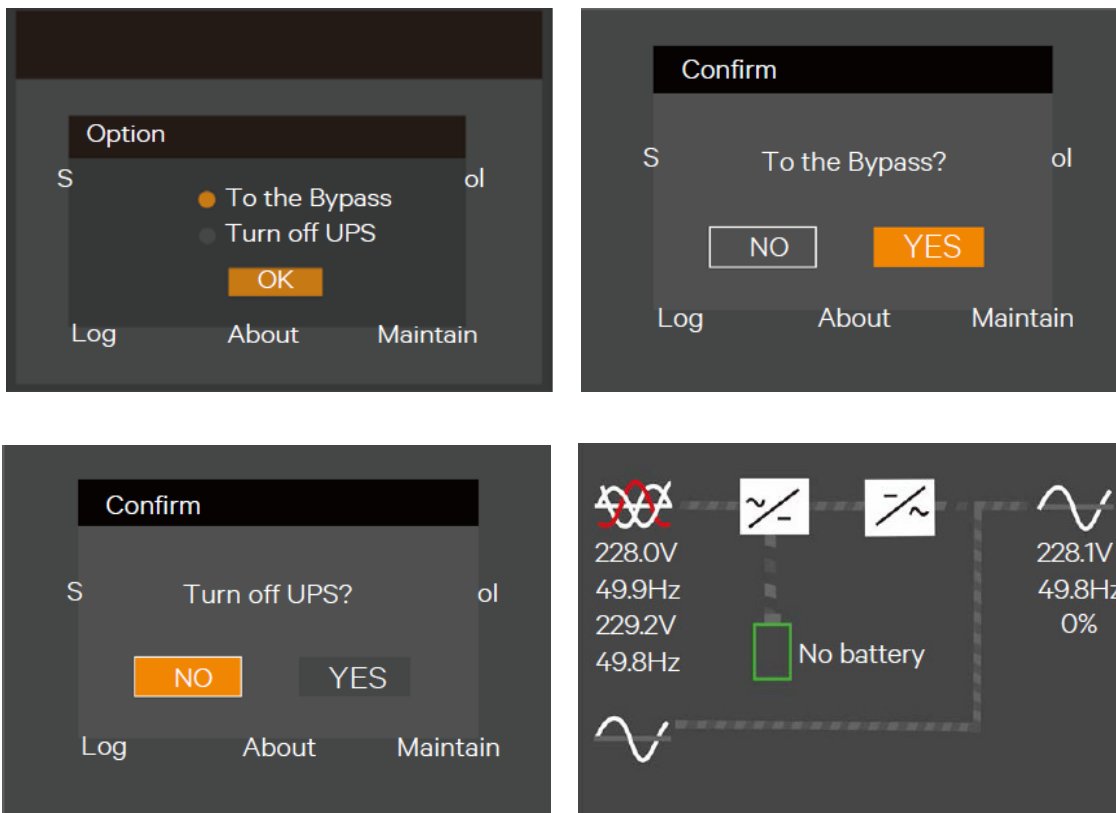 Option
S
ol
To the Bypass
Turn off UPS
OK
Log About Maintain
Confirm
S
To the Bypass?
ol
NO YES
Log About Maintain
Confirm
S
Turn off UPS?
ol
NO YES
Log About Maintain
228.0V
49.9Hz
229.2V
49.8Hz
No battery
228.1V
49.8Hz
0%